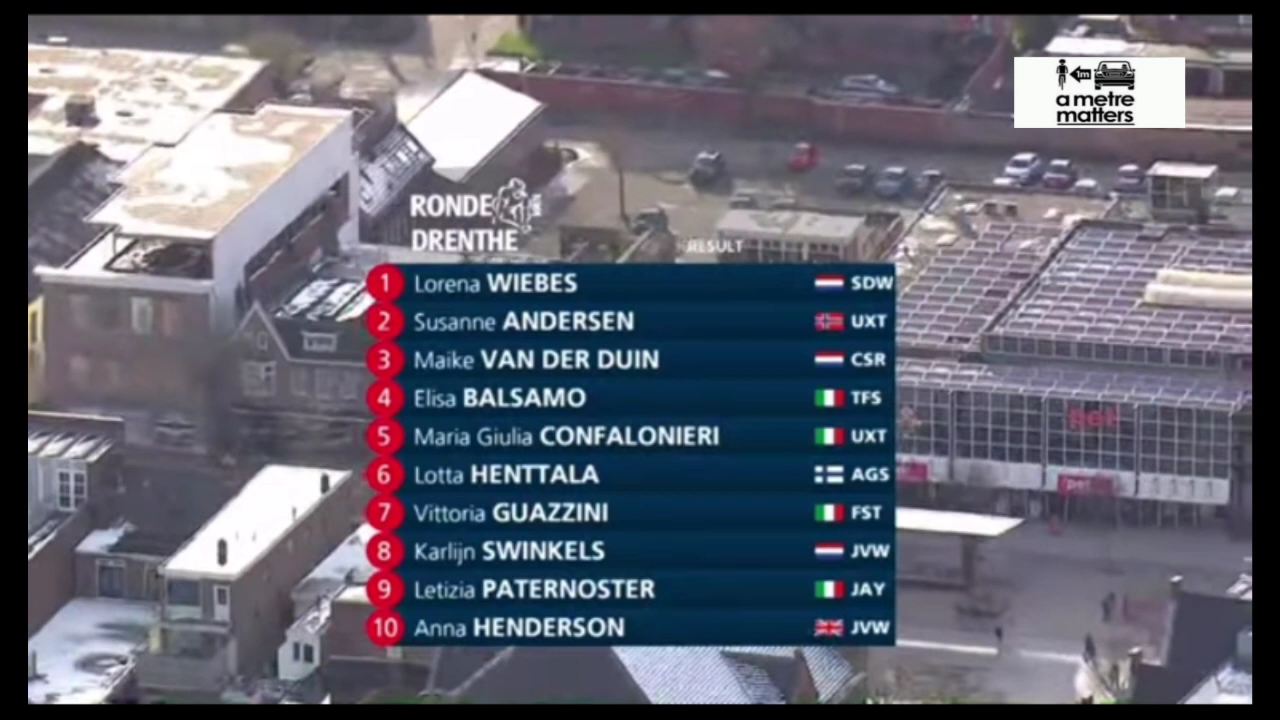 1m
a metre
matters
RONDE
DRENTHE
RESULT
1 Lorena WIEBES SDW
2 Susanne ANDERSEN UXT
3 Maike VAN DER DUIN CSR
4 Elisa BALSAMO TFS
5 Maria Giulia CONFALONIERI UXT
6 Lotta HENTTALA AGS
7 Vittoria GUAZZINI FST
8 Karlijn SWINKELS JVW
9 Letizia PATERNOSTER JAY
10 Anna HENDERSON JVW